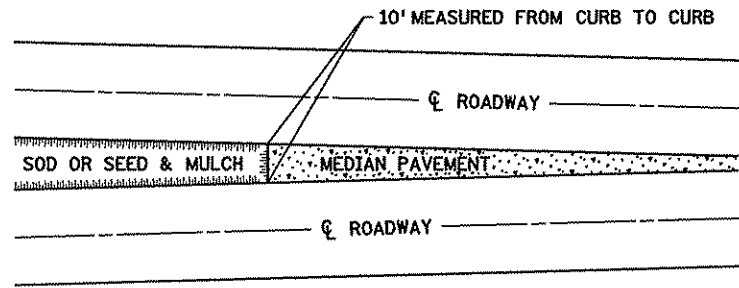 10' MEASURED FROM CURB TO CURB
℄ ROADWAY
SOD OR SEED & MULCH
MEDIAN PAVEMENT
℄ ROADWAY